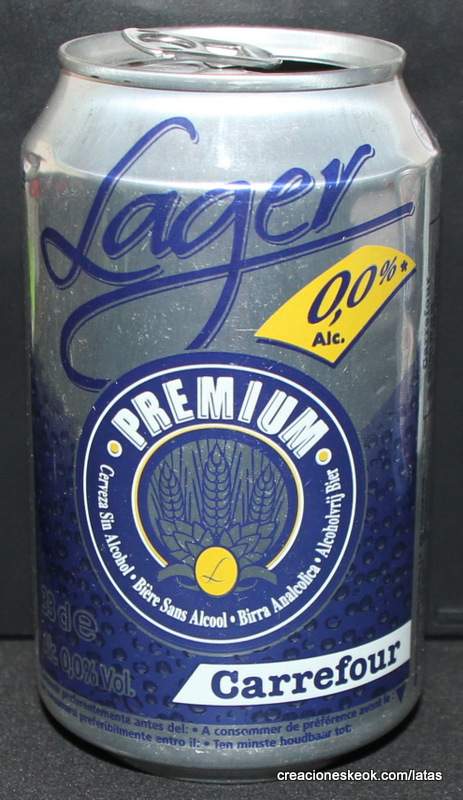 Lager
0,0%*
Alc.
PREMIUM
Cerveza Sin Alcohol • Bière Sans Alcool • Birra Analcolica • Alcoholvrij Bier
L
de
0,0% Vol.
Carrefour
antes del: • A consommer de préférence avant le
preferibilmente entro il: • Ten minste houdbaar tot:
creacioneskeok.com/latas